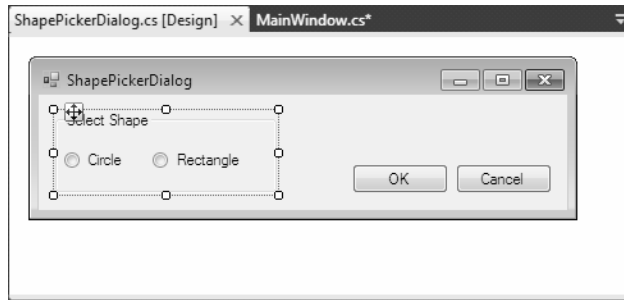 ShapePickerDialog.cs [Design] MainWindow.cs*
ShapePickerDialog
Select Shape
Circle Rectangle
OK Cancel